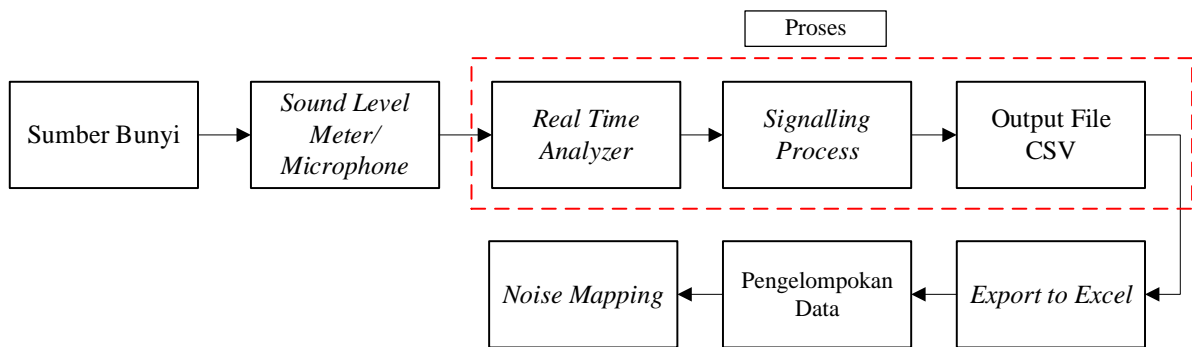 Proses
Sumber Bunyi
Sound Level
Meter/
Microphone
Real Time
Analyzer
Signalling
Process
Output File
CSV
Export to Excel
Pengelompokan
Data
Noise Mapping